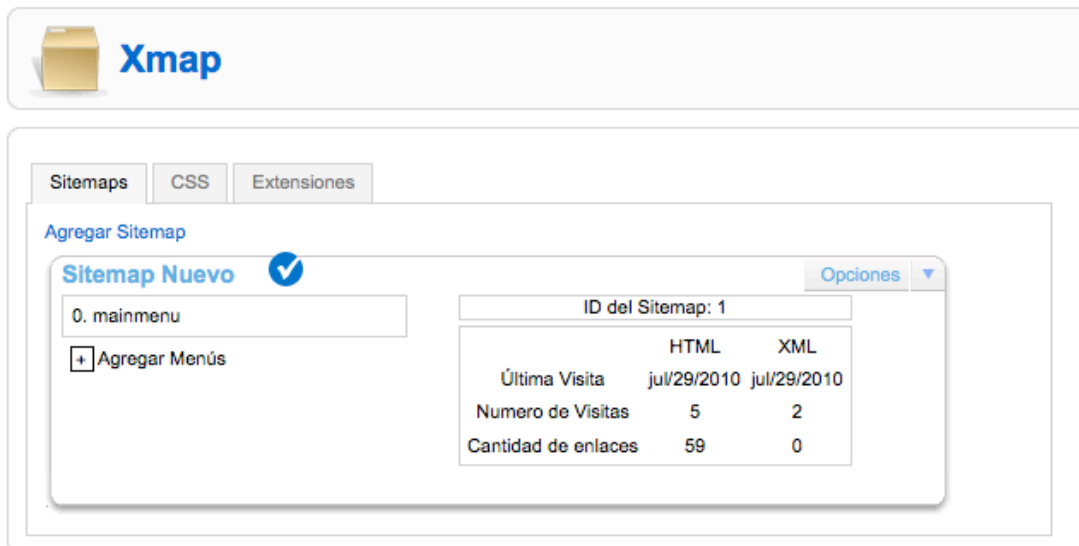 Xmap
Sitemaps CSS Extensiones
Agregar Sitemap
Sitemap Nuevo Opciones
0. mainmenu
+ Agregar Menús
ID del Sitemap: 1
HTML XML
Última Visita jul/29/2010 jul/29/2010
Numero de Visitas 5 2
Cantidad de enlaces 59 0